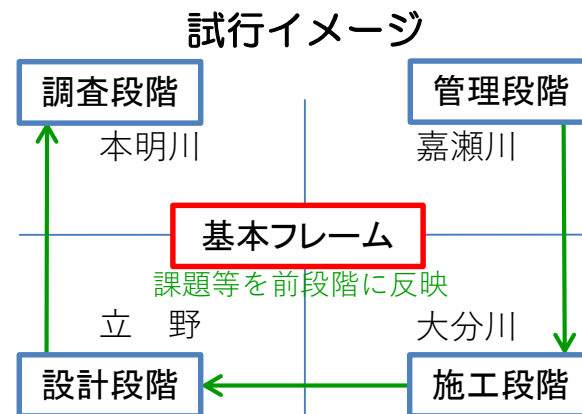 試行イメージ
調査段階
管理段階
本明川
嘉瀬川
基本フレーム
課題等を前段階に反映
立　野
大分川
設計段階
施工段階